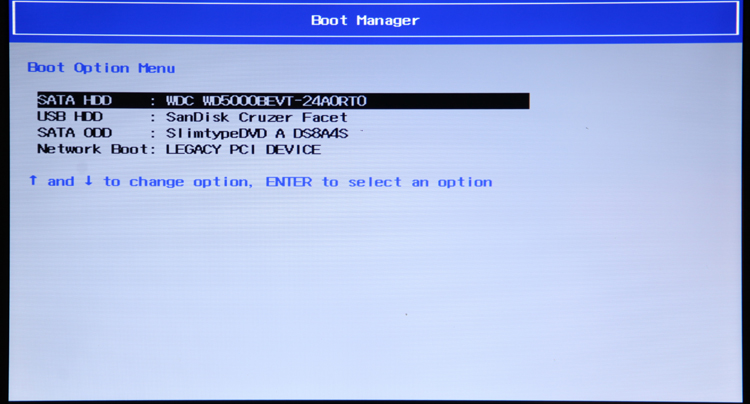 Boot Manager
Boot Option Menu
SATA HDD : WDC WD5000BEVT-24A0RT0
USB HDD : SanDisk Cruzer Facet
SATA ODD : SlimtypeDVD A DS8A4S
Network Boot: LEGACY PCI DEVICE
↑ and ↓ to change option, ENTER to select an option